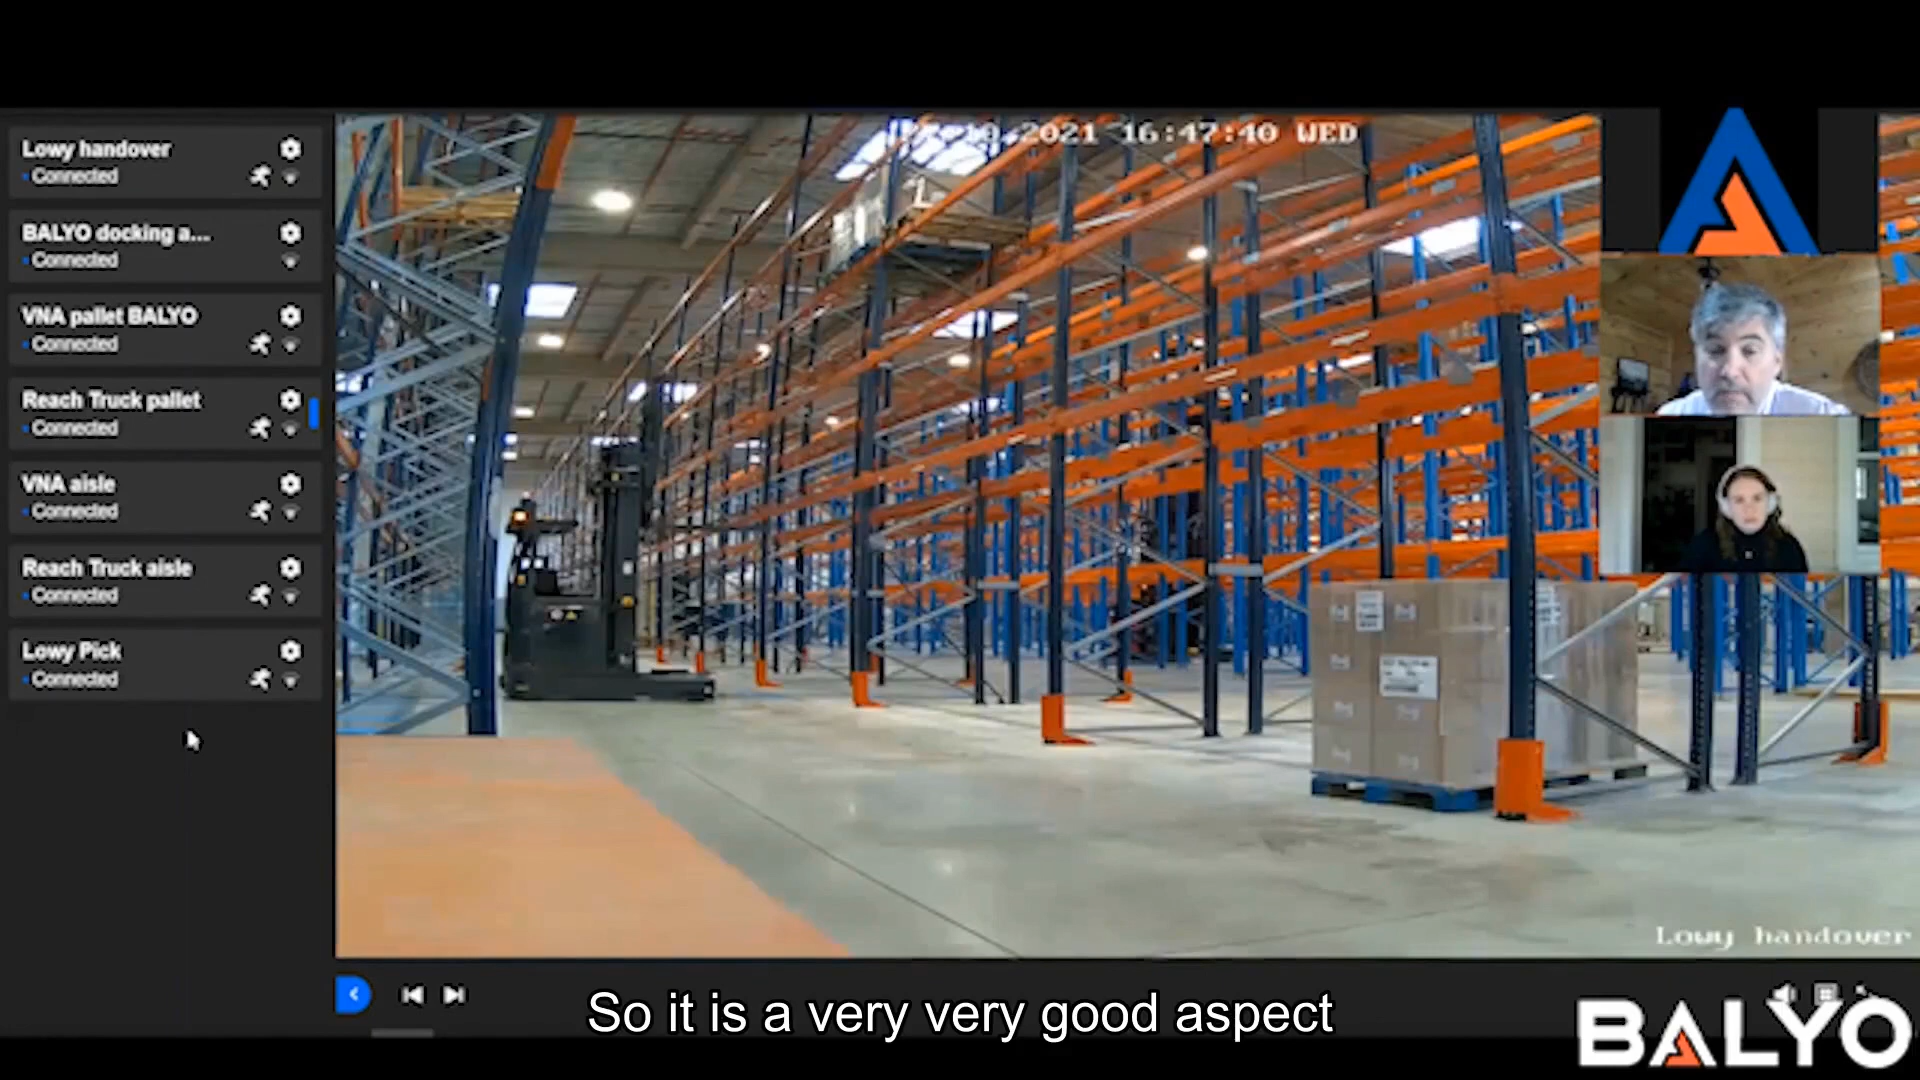 Lowy handover
Connected
BALYO docking a...
Connected
VNA pallet BALYO
Connected
Reach Truck pallet
Connected
VNA aisle
Connected
Reach Truck aisle
Connected
Lowy Pick
Connected
2021 16:47:40 WED
Lowy handover
So it is a very very good aspect
BALYO